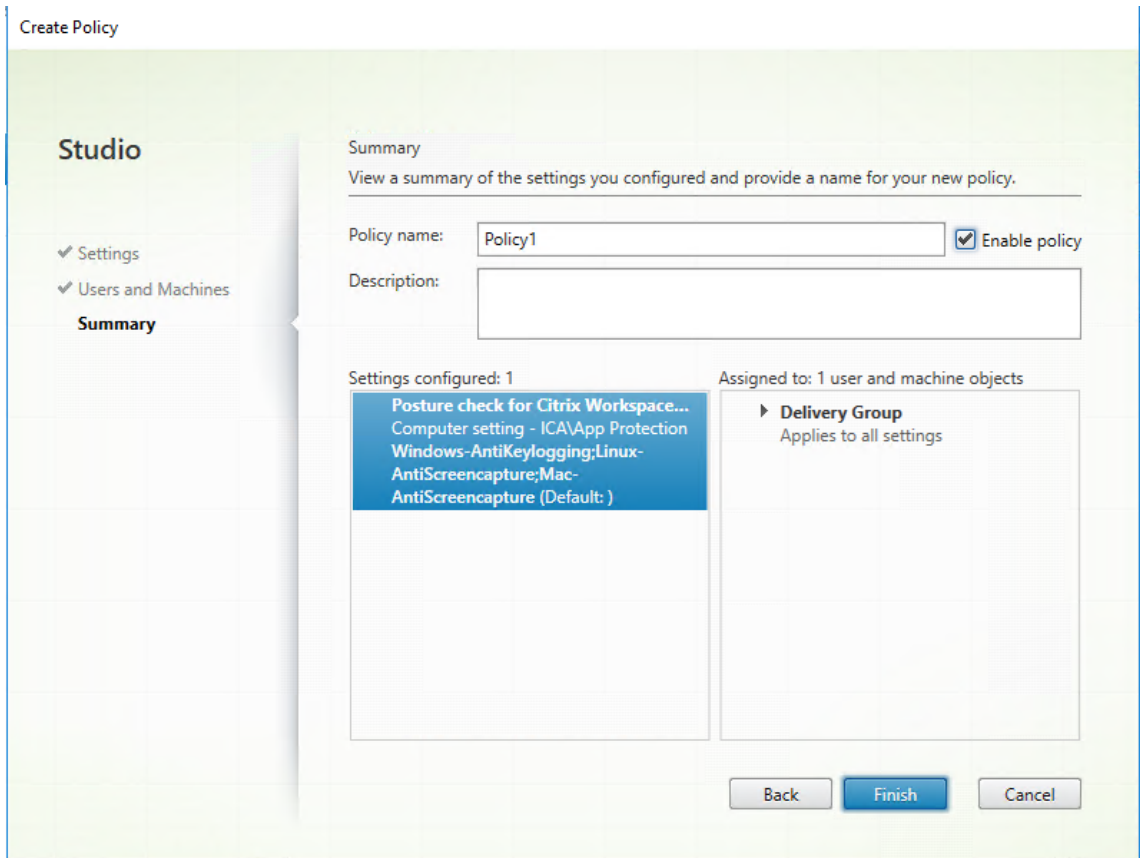 Create Policy
Studio
Settings
Users and Machines
Summary
Summary
View a summary of the settings you configured and provide a name for your new policy.
Policy name:
Policy1
Enable policy
Description:
Settings configured: 1
Posture check for Citrix Workspace...
Computer setting - ICA\App Protection
Windows-AntiKeylogging;Linux-
AntiScreencapture;Mac-
AntiScreencapture (Default: )
Assigned to: 1 user and machine objects
Delivery Group
Applies to all settings
Back
Finish
Cancel